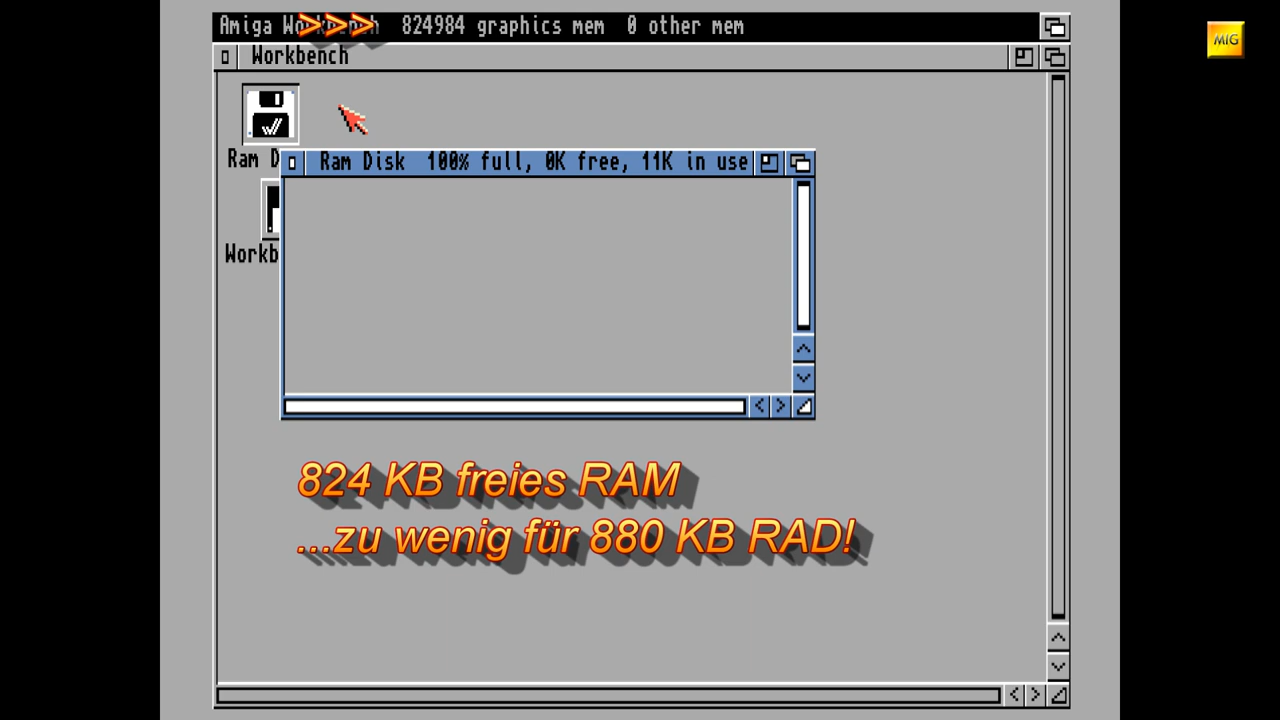 Amiga Workbench 824984 graphics mem 0 other mem
>>>
MIG
Workbench
Ram D
Ram Disk 100% full, 0K free, 11K in use
Workb
824 KB freies RAM
...zu wenig für 880 KB RAD!